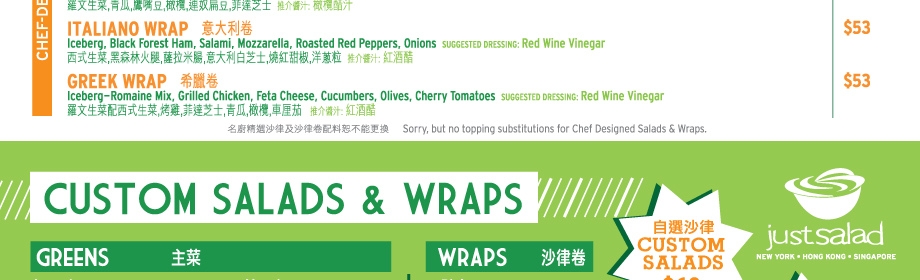 羅文生菜,青瓜,鷹嘴豆,橄欖,迷奴扁豆,菲達芝士 推介醬汁: 橄欖醋汁
CHEF-DE
ITALIANO WRAP 意大利卷 $53
Iceberg, Black Forest Ham, Salami, Mozzarella, Roasted Red Peppers, Onions SUGGESTED DRESSING: Red Wine Vinegar
西式生菜,黑森林火腿,薩拉米腸,意大利白芝士,燒紅甜椒,洋蔥粒 推介醬汁: 紅酒醋
GREEK WRAP 希臘卷 $53
Iceberg-Romaine Mix, Grilled Chicken, Feta Cheese, Cucumbers, Olives, Cherry Tomatoes SUGGESTED DRESSING: Red Wine Vinegar
羅文生菜配西式生菜,烤雞,菲達芝士,青瓜,橄欖,車厘茄 推介醬汁: 紅酒醋
名廚精選沙律及沙律卷配料恕不能更換 Sorry, but no topping substitutions for Chef Designed Salads & Wraps.
CUSTOM SALADS & WRAPS
自選沙律
CUSTOM
SALADS
justsalad
NEW YORK • HONG KONG • SINGAPORE
GREENS 主菜
WRAPS 沙律卷